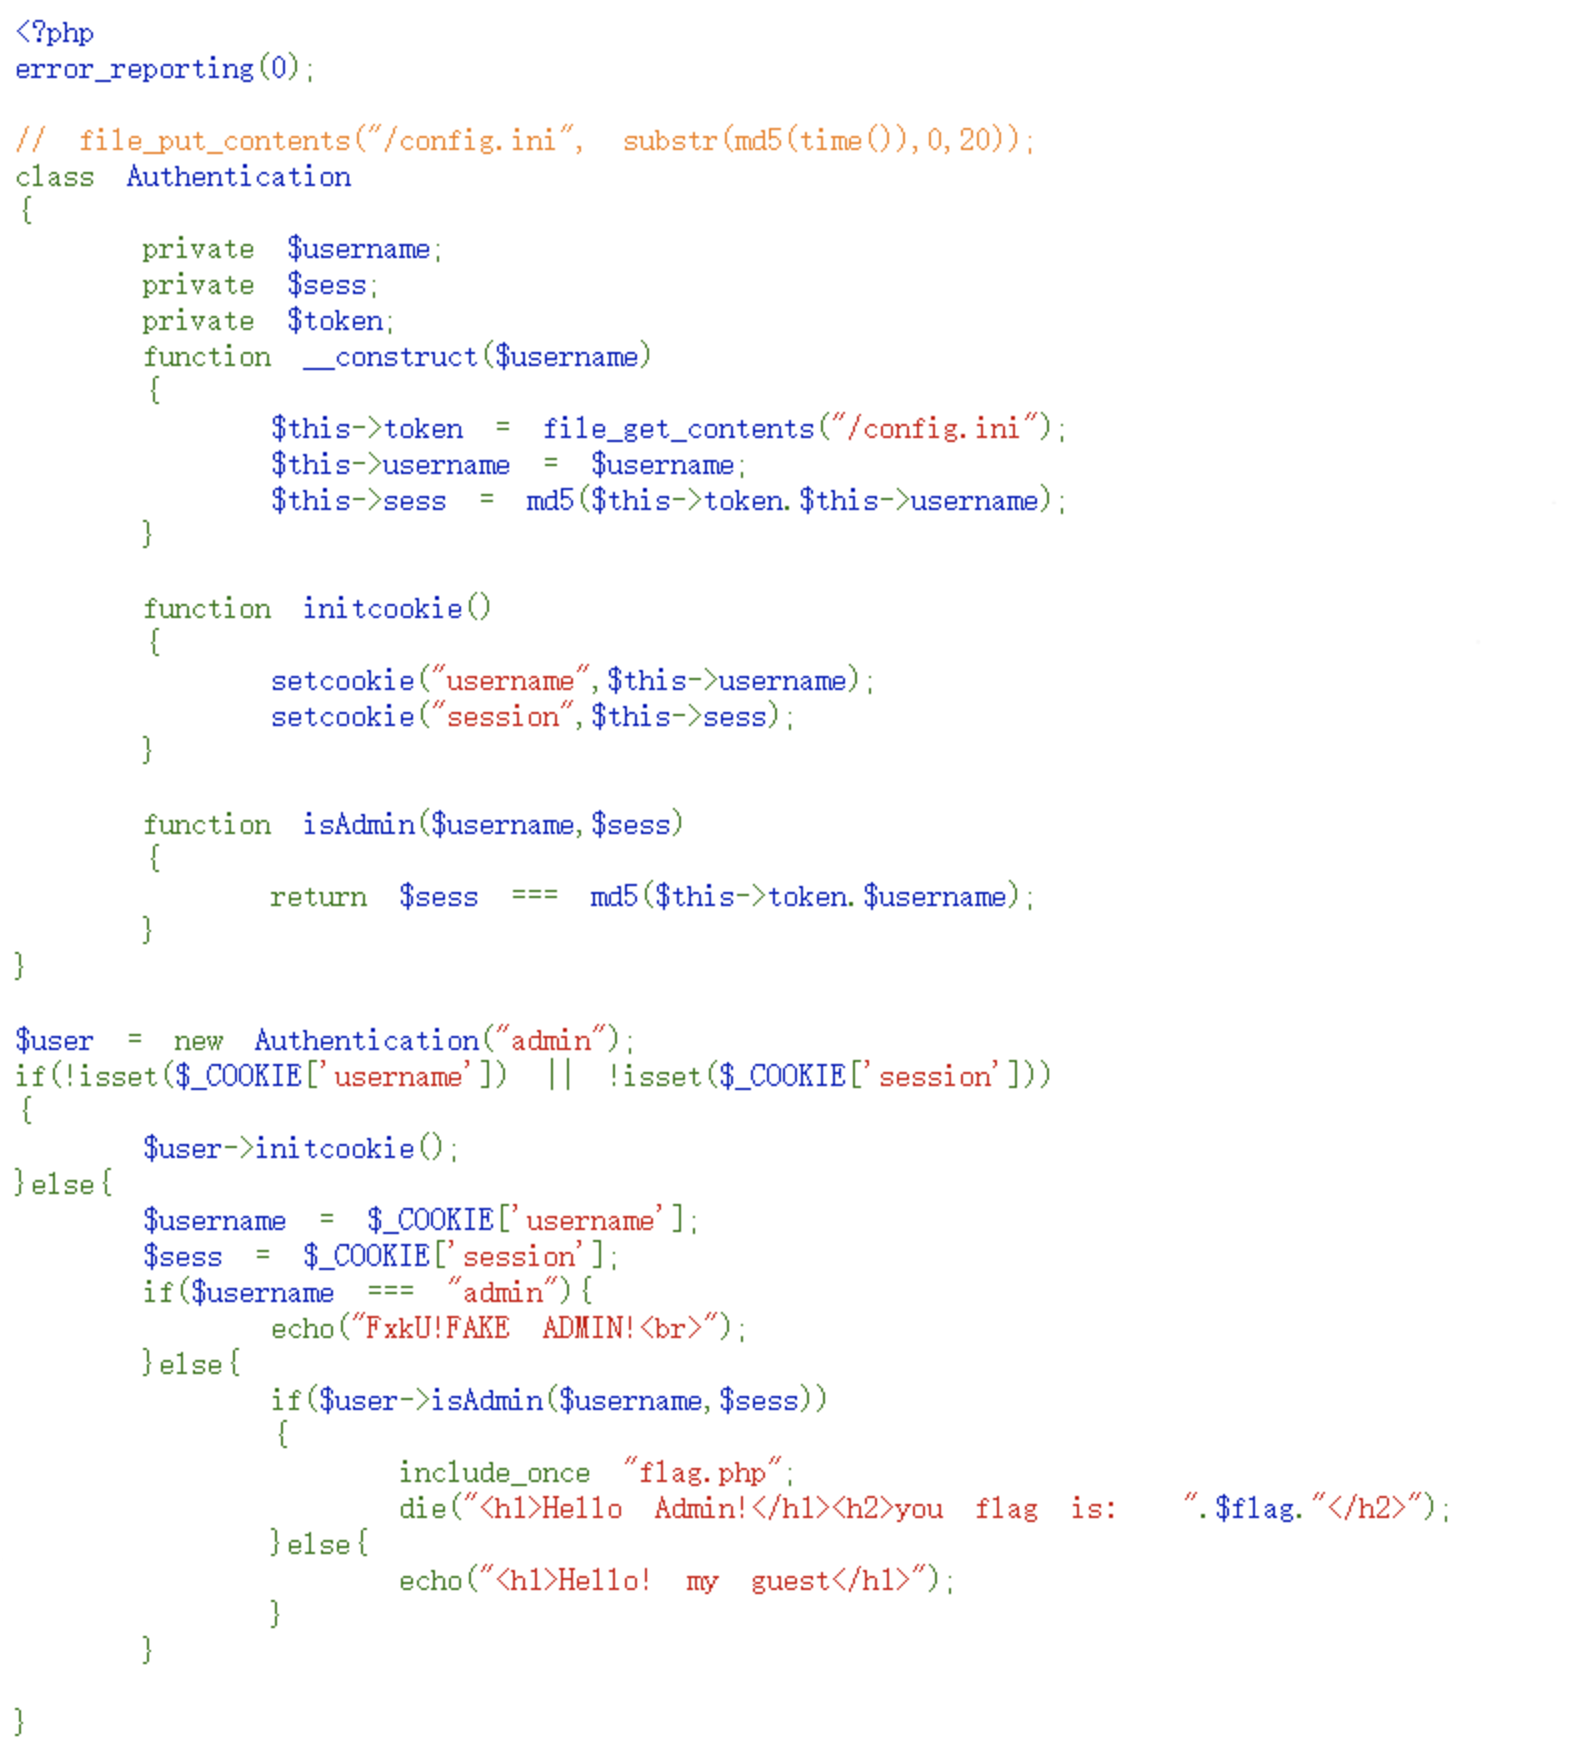 <?php
error_reporting(0);
//  file_put_contents("/config.ini",  substr(md5(time()),0,20));
class  Authentication
{
private  $username;
private  $sess;
private  $token;
function  __construct($username)
{
$this->token  =  file_get_contents("/config.ini");
$this->username  =  $username;
$this->sess  =  md5($this->token.$this->username);
}
function  initcookie()
{
setcookie("username",$this->username);
setcookie("session",$this->sess);
}
function  isAdmin($username,$sess)
{
return  $sess  ===  md5($this->token.$username);
}
}
$user  =  new  Authentication("admin");
if(!isset($_COOKIE['username'])  ||  !isset($_COOKIE['session']))
{
$user->initcookie();
}else{
$username  =  $_COOKIE['username'];
$sess  =  $_COOKIE['session'];
if($username  ===  "admin"){
echo("FxkU!FAKE  ADMIN!<br>");
}else{
if($user->isAdmin($username,$sess))
{
include_once  "flag.php";
die("<h1>Hello  Admin!</h1><h2>you  flag  is:    ".$flag."</h2>");
}else{
echo("<h1>Hello!  my  guest</h1>");
}
}
}